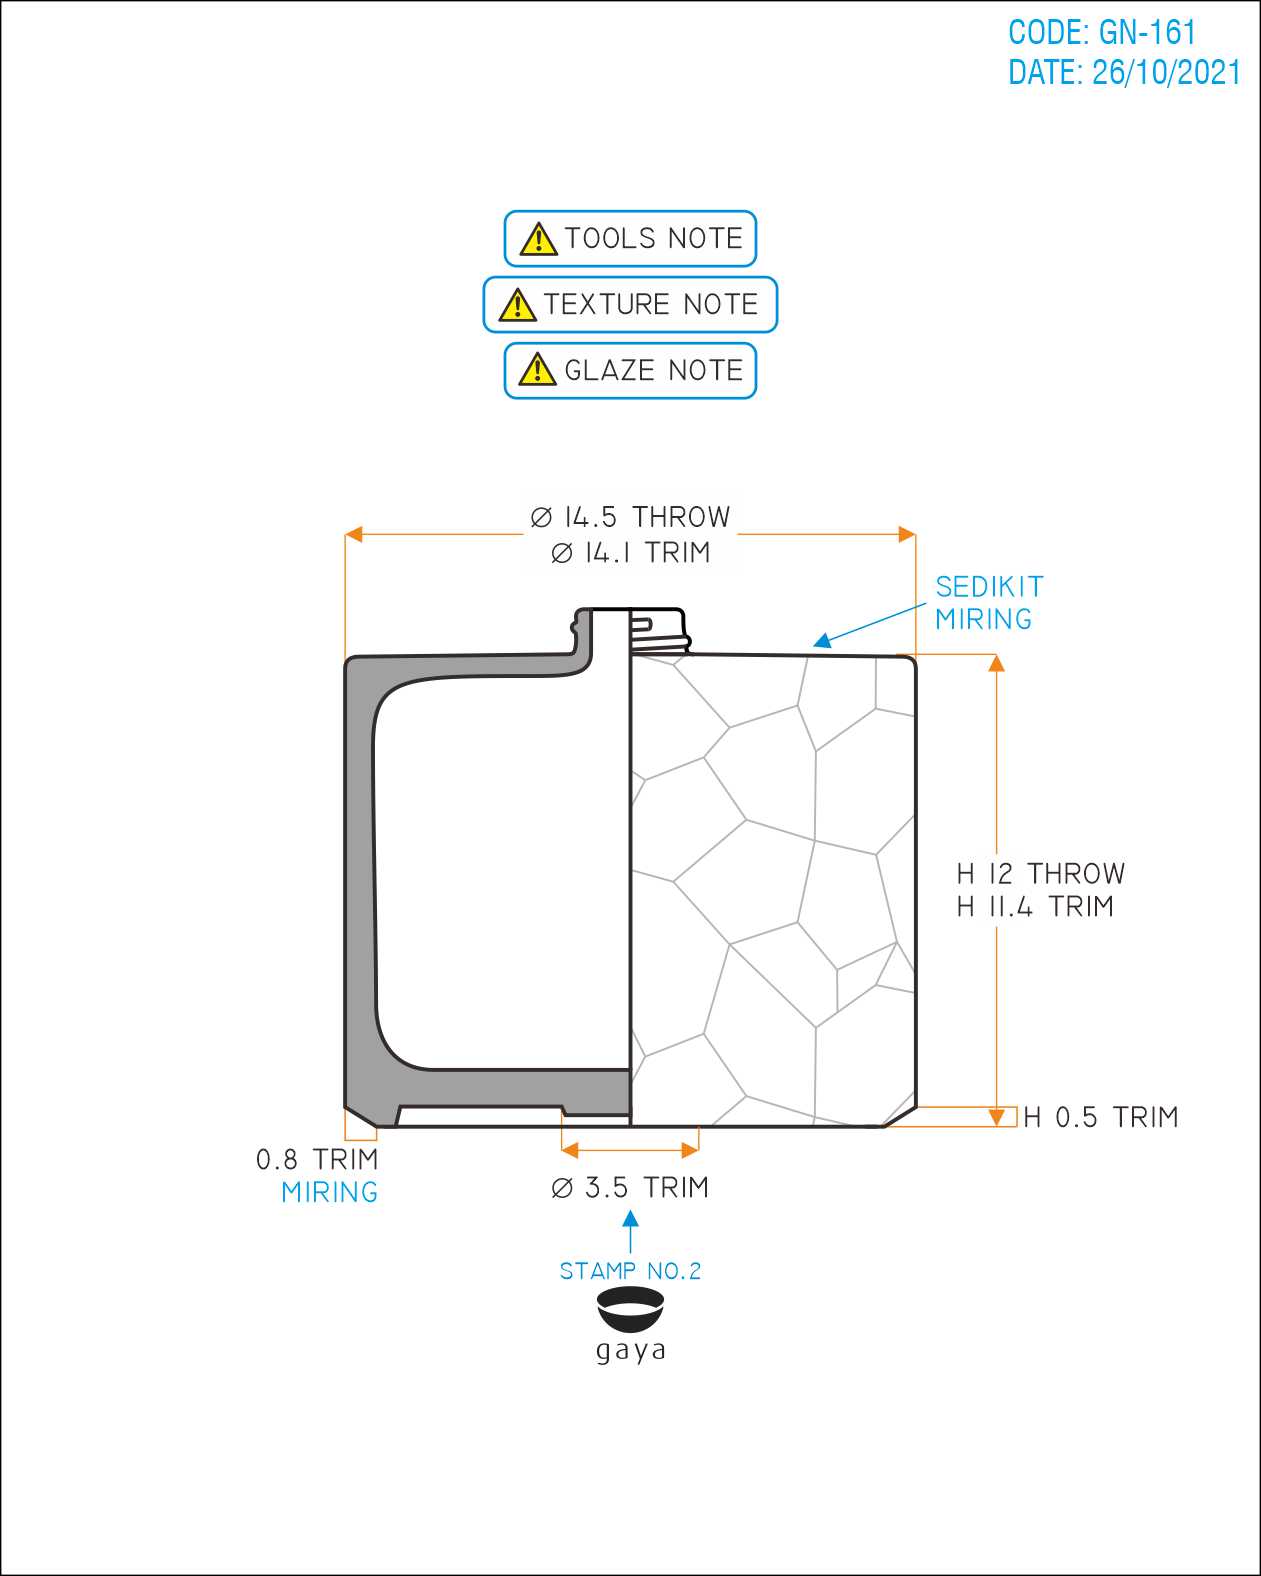 CODE: GN-161
DATE: 26/10/2021
TOOLS NOTE
TEXTURE NOTE
GLAZE NOTE
Ø 14.5 THROW
Ø 14.1 TRIM
SEDIKIT
MIRING
H 12 THROW
H 11.4 TRIM
H 0.5 TRIM
0.8 TRIM
MIRING
Ø 3.5 TRIM
STAMP NO.2
gaya